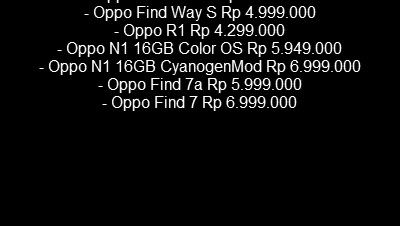 - Oppo Find Way S Rp 4.999.000
- Oppo R1 Rp 4.299.000
- Oppo N1 16GB Color OS Rp 5.949.000
- Oppo N1 16GB CyanogenMod Rp 6.999.000
- Oppo Find 7a Rp 5.999.000
- Oppo Find 7 Rp 6.999.000